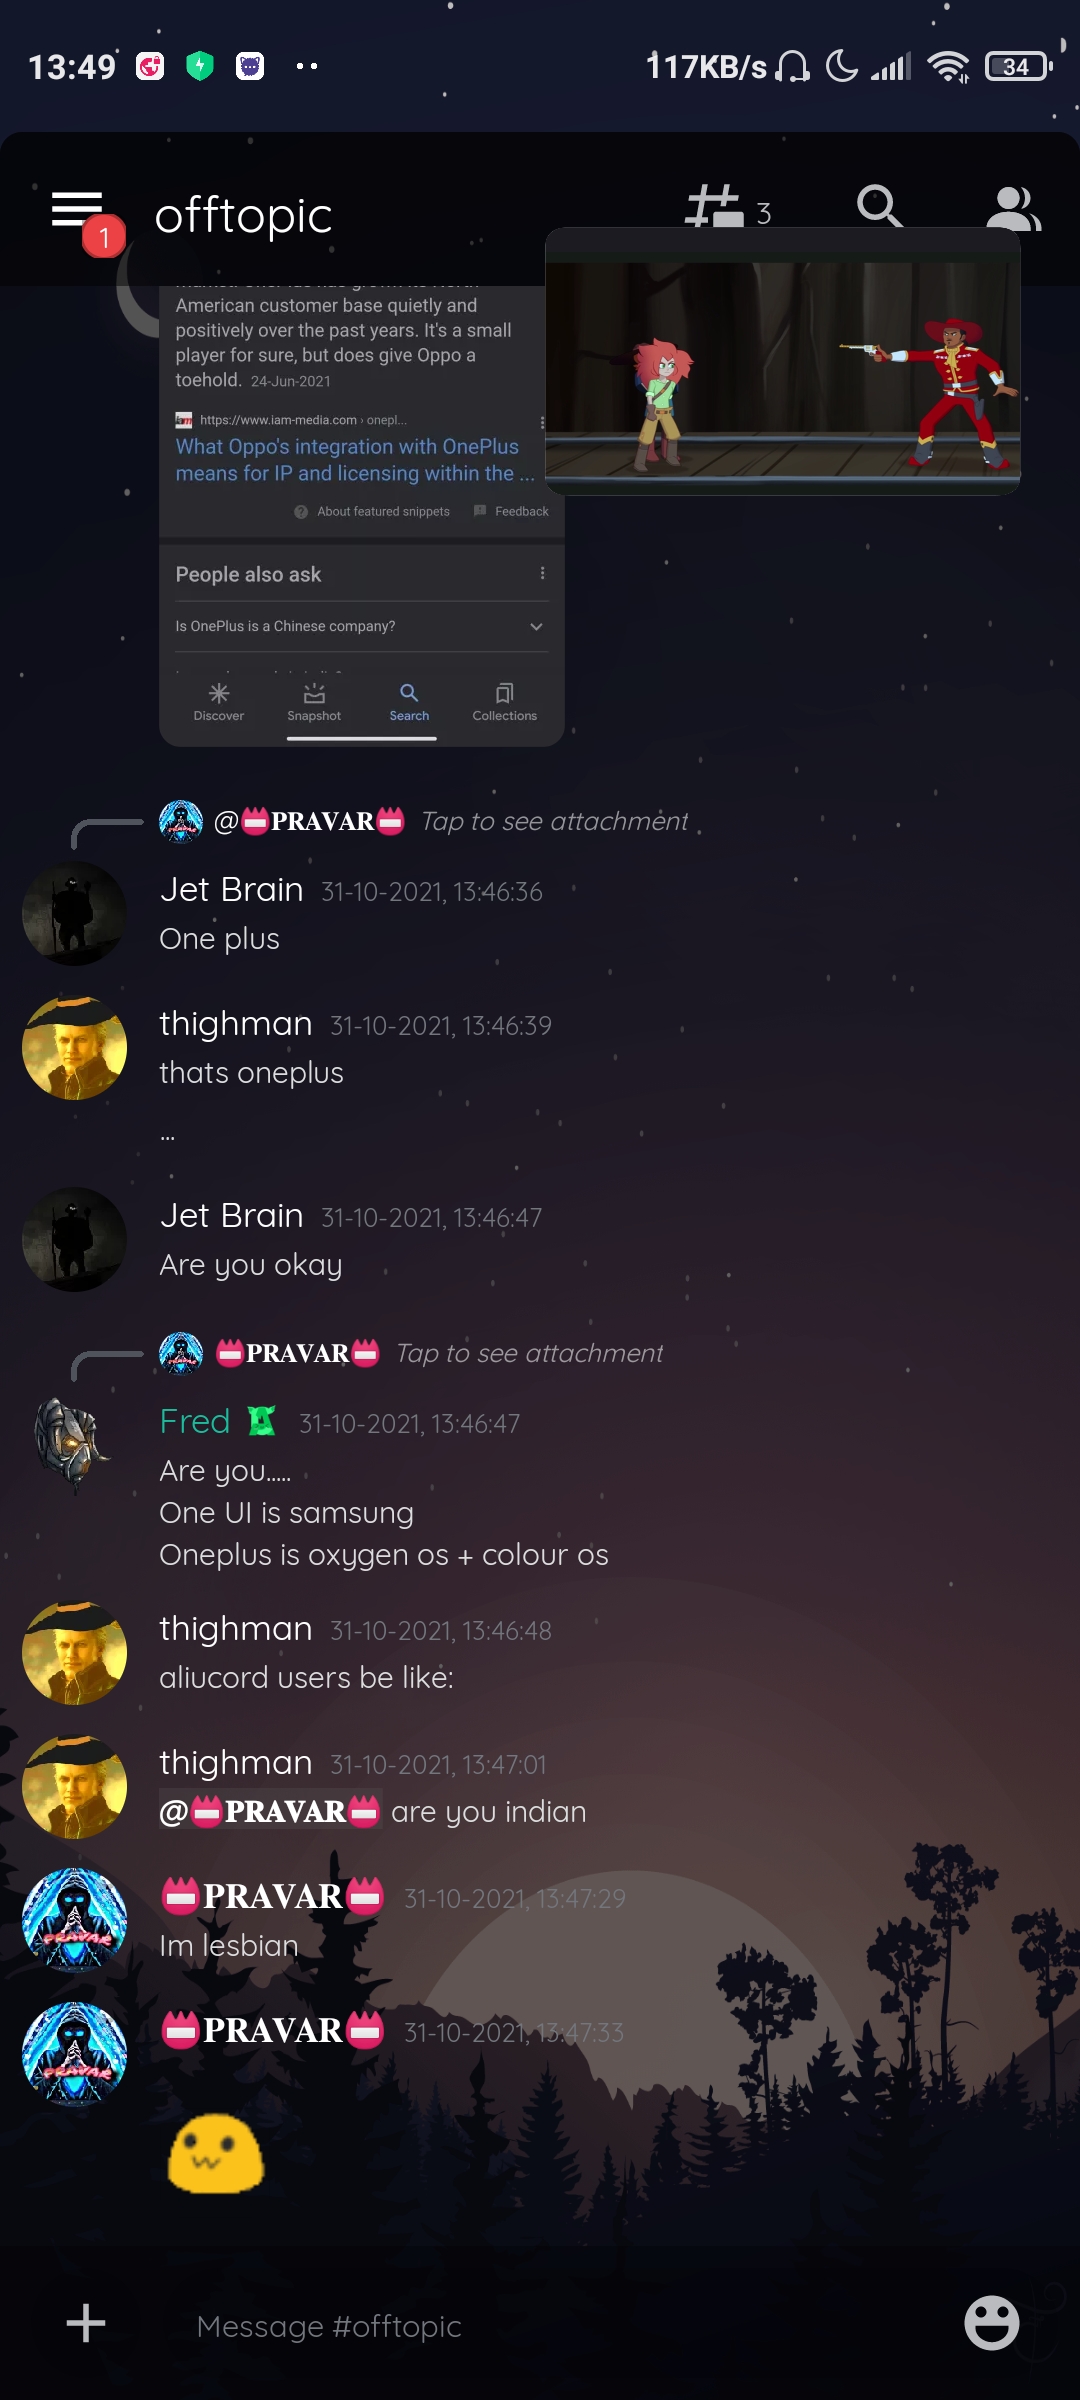 13:49
117KB/s
34
1
offtopic
3
American customer base quietly and
positively over the past years. It's a small
player for sure, but does give Oppo a
toehold. 24-Jun-2021
https://www.iam-media.com › onepl...
What Oppo's integration with OnePlus
means for IP and licensing within the ...
About featured snippets Feedback
People also ask
Is OnePlus is a Chinese company?
Discover Snapshot Search Collections
@📛PRAVAR📛 Tap to see attachment
Jet Brain 31-10-2021, 13:46:36
One plus
thighman 31-10-2021, 13:46:39
thats oneplus
...
Jet Brain 31-10-2021, 13:46:47
Are you okay
📛PRAVAR📛 Tap to see attachment
Fred 31-10-2021, 13:46:47
Are you.....
One UI is samsung
Oneplus is oxygen os + colour os
thighman 31-10-2021, 13:46:48
aliucord users be like:
thighman 31-10-2021, 13:47:01
@📛PRAVAR📛 are you indian
📛PRAVAR📛 31-10-2021, 13:47:29
Im lesbian
📛PRAVAR📛 31-10-2021, 13:47:33
Message #offtopic